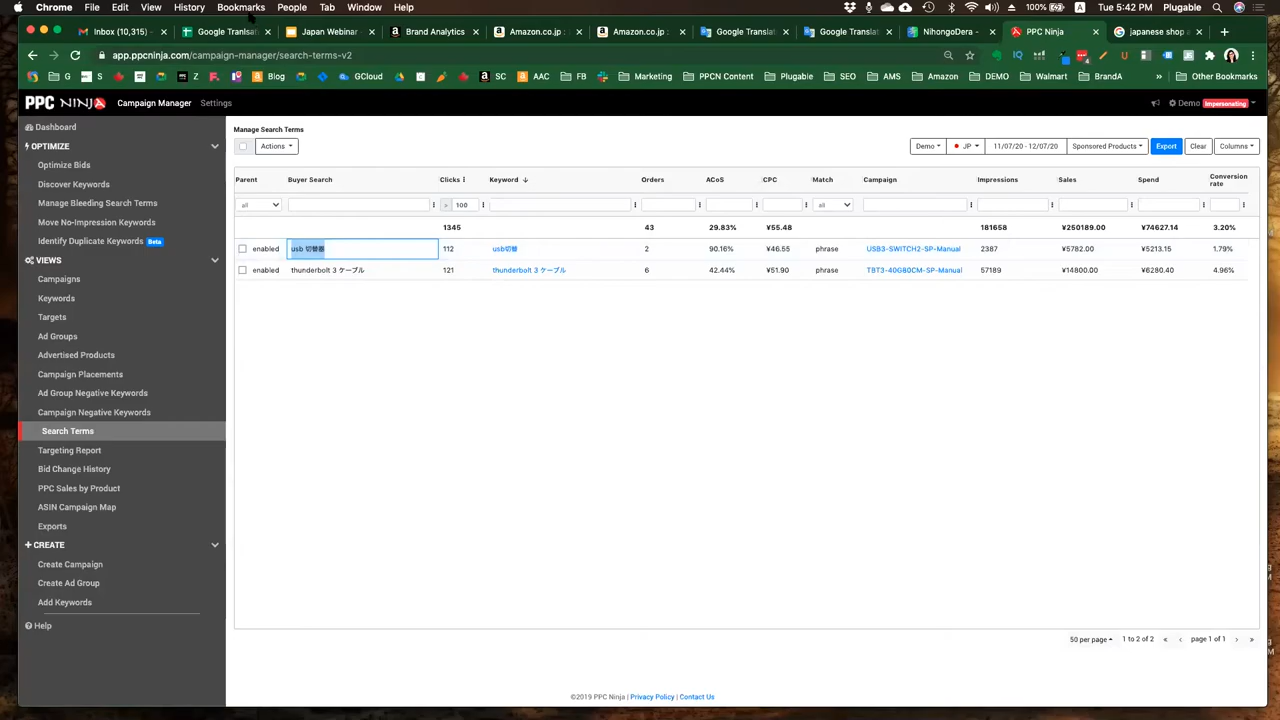 Chrome File Edit View History Bookmarks People Tab Window Help
Inbox (10,315) - Google Tranlsat Japan Webinar - Brand Analytics Amazon.co.jp : Amazon.co.jp : Google Translat Google Translat NihongoDera - PPC Ninja japanese shop a
app.ppcninja.com/campaign-manager/search-terms-v2
Blog GCloud SC AAC FB Marketing PPCN Content Plugable SEO AMS Amazon DEMO Walmart BrandA » Other Bookmarks
PPC NINJA Campaign Manager Settings Demo Impersonating
Dashboard
OPTIMIZE
Optimize Bids
Discover Keywords
Manage Bleeding Search Terms
Move No-Impression Keywords
Identify Duplicate Keywords Beta
VIEWS
Campaigns
Keywords
Targets
Ad Groups
Advertised Products
Campaign Placements
Ad Group Negative Keywords
Campaign Negative Keywords
Search Terms
Targeting Report
Bid Change History
PPC Sales by Product
ASIN Campaign Map
Exports
CREATE
Create Campaign
Create Ad Group
Add Keywords
Help
Manage Search Terms
Actions Demo JP 11/07/20 - 12/07/20 Sponsored Products Export Clear Columns
Parent Buyer Search Clicks Keyword Orders ACoS CPC Match Campaign Impressions Sales Spend Conversion rate
all > 100 all
1345 43 29.83% ¥55.48 181658 ¥250189.00 ¥74627.14 3.20%
enabled usb 切替器 112 usb切替 2 90.16% ¥46.55 phrase USB3-SWITCH2-SP-Manual 2387 ¥5782.00 ¥5213.15 1.79%
enabled thunderbolt 3 ケーブル 121 thunderbolt 3 ケーブル 6 42.44% ¥51.90 phrase TBT3-40GB0CM-SP-Manual 57189 ¥14800.00 ¥6280.40 4.96%
50 per page 1 to 2 of 2 « ‹ page 1 of 1 › »
©2019 PPC Ninja | Privacy Policy | Contact Us